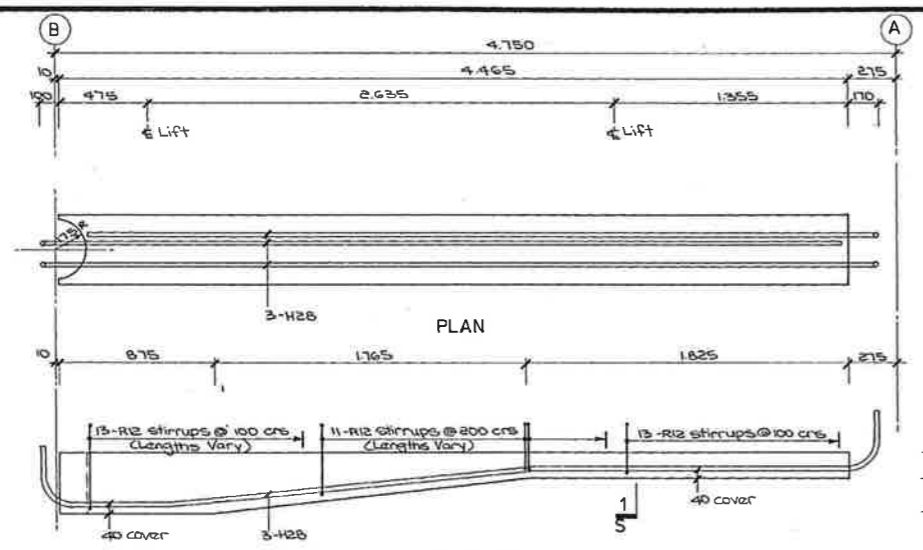 B A
4.750
10 4.465 275
100 475 2.635 1.355 170
℄ Lift ℄ Lift
175 R
3-H28
PLAN
10 875 1.765 1.825 275
13-R12 stirrups @ 100 crs 11-R12 stirrups @ 200 crs 13-R12 stirrups @ 100 crs
(Lengths Vary) (Lengths Vary)
40 cover 3-H28 1 40 cover
S